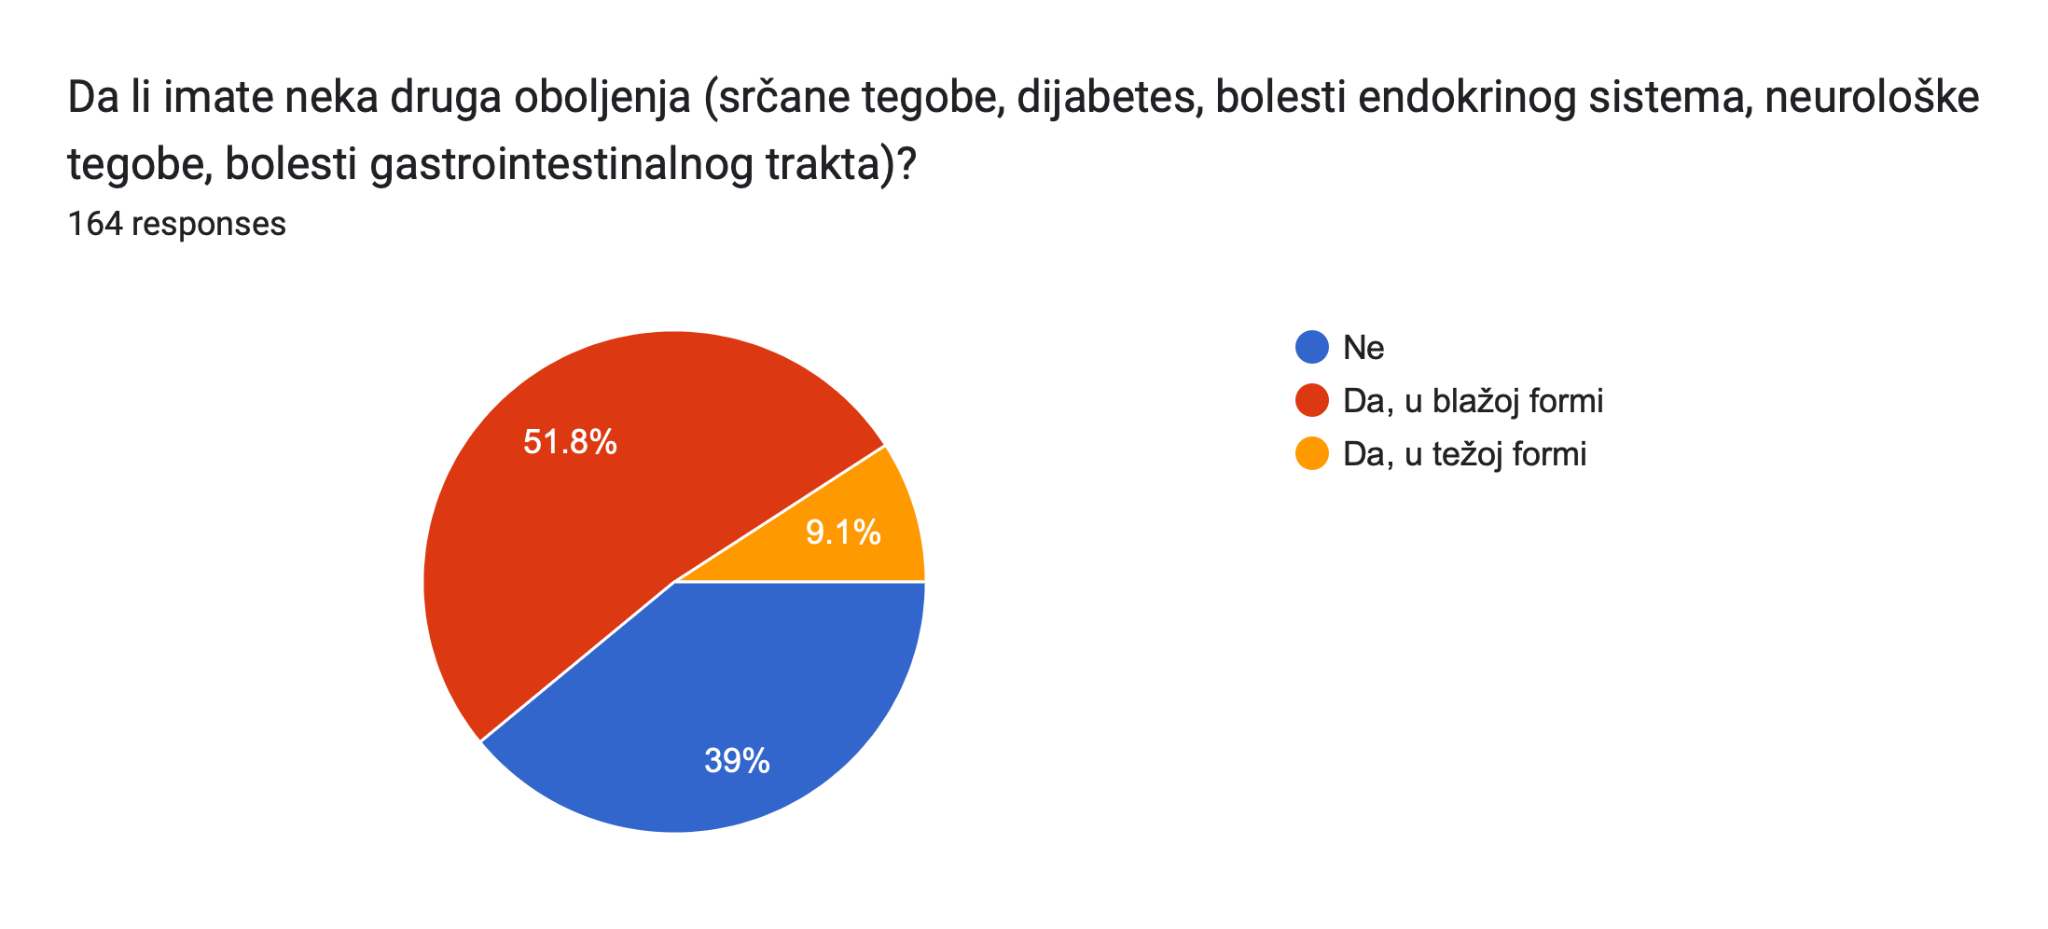 Da li imate neka druga oboljenja (srčane tegobe, dijabetes, bolesti endokrinog sistema, neurološke
tegobe, bolesti gastrointestinalnog trakta)?
164 responses
Ne
Da, u blažoj formi
Da, u težoj formi
51.8%
9.1%
39%